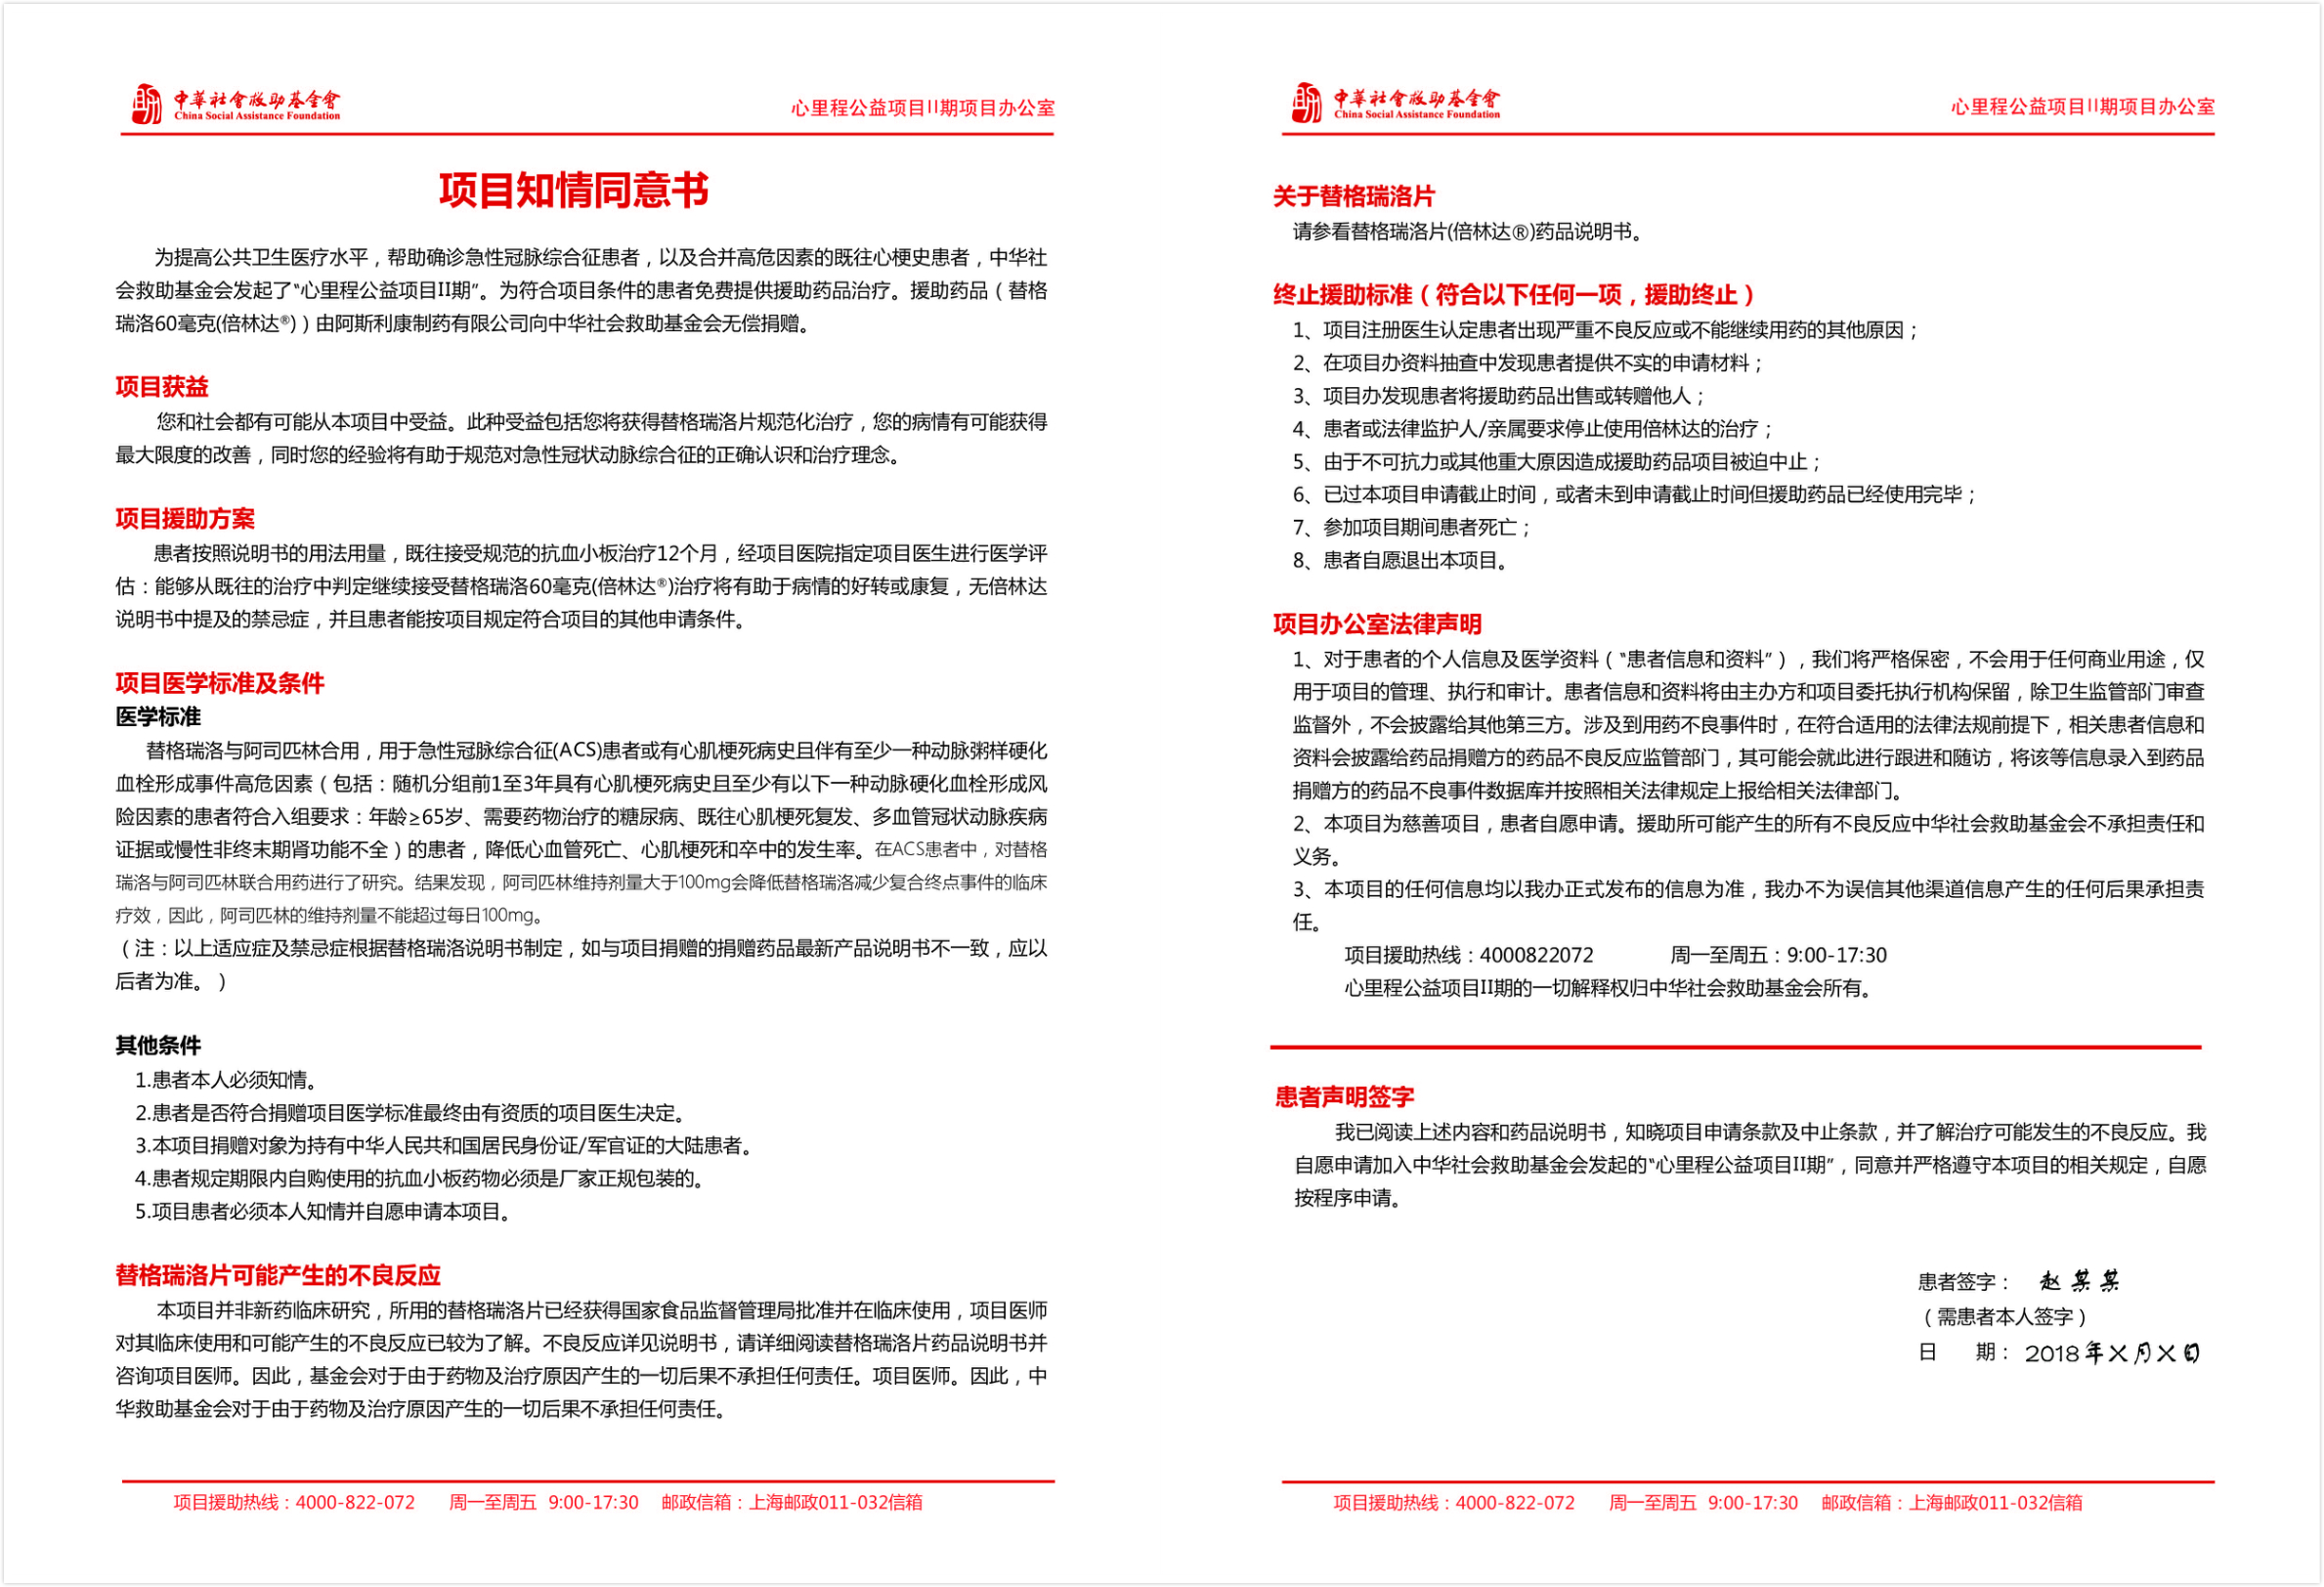 中華社會救助基金會
China Social Assistance Foundation
心里程公益项目II期项目办公室
项目知情同意书
为提高公共卫生医疗水平，帮助确诊急性冠脉综合征患者，以及合并高危因素的既往心梗史患者，中华社
会救助基金会发起了“心里程公益项目II期”。为符合项目条件的患者免费提供援助药品治疗。援助药品（替格
瑞洛60毫克(倍林达®)）由阿斯利康制药有限公司向中华社会救助基金会无偿捐赠。
项目获益
您和社会都有可能从本项目中受益。此种受益包括您将获得替格瑞洛片规范化治疗，您的病情有可能获得
最大限度的改善，同时您的经验将有助于规范对急性冠状动脉综合征的正确认识和治疗理念。
项目援助方案
患者按照说明书的用法用量，既往接受规范的抗血小板治疗12个月，经项目医院指定项目医生进行医学评
估：能够从既往的治疗中判定继续接受替格瑞洛60毫克(倍林达®)治疗将有助于病情的好转或康复，无倍林达
说明书中提及的禁忌症，并且患者能按项目规定符合项目的其他申请条件。
项目医学标准及条件
医学标准
替格瑞洛与阿司匹林合用，用于急性冠脉综合征(ACS)患者或有心肌梗死病史且伴有至少一种动脉粥样硬化
血栓形成事件高危因素（包括：随机分组前1至3年具有心肌梗死病史且至少有以下一种动脉硬化血栓形成风
险因素的患者符合入组要求：年龄≥65岁、需要药物治疗的糖尿病、既往心肌梗死复发、多血管冠状动脉疾病
证据或慢性非终末期肾功能不全）的患者，降低心血管死亡、心肌梗死和卒中的发生率。在ACS患者中，对替格
瑞洛与阿司匹林联合用药进行了研究。结果发现，阿司匹林维持剂量大于100mg会降低替格瑞洛减少复合终点事件的临床
疗效，因此，阿司匹林的维持剂量不能超过每日100mg。
（注：以上适应症及禁忌症根据替格瑞洛说明书制定，如与项目捐赠的捐赠药品最新产品说明书不一致，应以
后者为准。）
其他条件
1.患者本人必须知情。
2.患者是否符合捐赠项目医学标准最终由有资质的项目医生决定。
3.本项目捐赠对象为持有中华人民共和国居民身份证/军官证的大陆患者。
4.患者规定期限内自购使用的抗血小板药物必须是厂家正规包装的。
5.项目患者必须本人知情并自愿申请本项目。
替格瑞洛片可能产生的不良反应
本项目并非新药临床研究，所用的替格瑞洛片已经获得国家食品监督管理局批准并在临床使用，项目医师
对其临床使用和可能产生的不良反应已较为了解。不良反应详见说明书，请详细阅读替格瑞洛片药品说明书并
咨询项目医师。因此，基金会对于由于药物及治疗原因产生的一切后果不承担任何责任。项目医师。因此，中
华救助基金会对于由于药物及治疗原因产生的一切后果不承担任何责任。
项目援助热线：4000-822-072 周一至周五 9:00-17:30 邮政信箱：上海邮政011-032信箱
中華社會救助基金會
China Social Assistance Foundation
心里程公益项目II期项目办公室
关于替格瑞洛片
请参看替格瑞洛片(倍林达®)药品说明书。
终止援助标准（符合以下任何一项，援助终止）
1、项目注册医生认定患者出现严重不良反应或不能继续用药的其他原因；
2、在项目办资料抽查中发现患者提供不实的申请材料；
3、项目办发现患者将援助药品出售或转赠他人；
4、患者或法律监护人/亲属要求停止使用倍林达的治疗；
5、由于不可抗力或其他重大原因造成援助药品项目被迫中止；
6、已过本项目申请截止时间，或者未到申请截止时间但援助药品已经使用完毕；
7、参加项目期间患者死亡；
8、患者自愿退出本项目。
项目办公室法律声明
1、对于患者的个人信息及医学资料（“患者信息和资料”），我们将严格保密，不会用于任何商业用途，仅
用于项目的管理、执行和审计。患者信息和资料将由主办方和项目委托执行机构保留，除卫生监管部门审查
监督外，不会披露给其他第三方。涉及到用药不良事件时，在符合适用的法律法规前提下，相关患者信息和
资料会披露给药品捐赠方的药品不良反应监管部门，其可能会就此进行跟进和随访，将该等信息录入到药品
捐赠方的药品不良事件数据库并按照相关法律规定上报给相关法律部门。
2、本项目为慈善项目，患者自愿申请。援助所可能产生的所有不良反应中华社会救助基金会不承担责任和
义务。
3、本项目的任何信息均以我办正式发布的信息为准，我办不为误信其他渠道信息产生的任何后果承担责
任。
项目援助热线：4000822072 周一至周五：9:00-17:30
心里程公益项目II期的一切解释权归中华社会救助基金会所有。
患者声明签字
我已阅读上述内容和药品说明书，知晓项目申请条款及中止条款，并了解治疗可能发生的不良反应。我
自愿申请加入中华社会救助基金会发起的“心里程公益项目II期”，同意并严格遵守本项目的相关规定，自愿
按程序申请。
患者签字： 赵某某
（需患者本人签字）
日 期： 2018年X月X日
项目援助热线：4000-822-072 周一至周五 9:00-17:30 邮政信箱：上海邮政011-032信箱